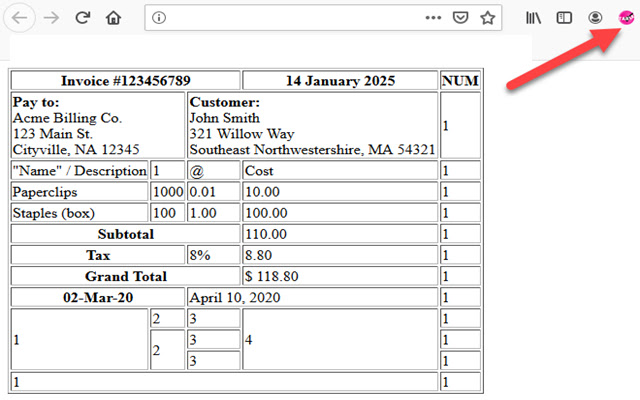 Invoice #123456789 14 January 2025 NUM
Pay to: Customer:
Acme Billing Co. John Smith
123 Main St. 321 Willow Way 1
Cityville, NA 12345 Southeast Northwestershire, MA 54321
"Name" / Description 1 @ Cost 1
Paperclips 1000 0.01 10.00 1
Staples (box) 100 1.00 100.00 1
Subtotal 110.00 1
Tax 8% 8.80 1
Grand Total $ 118.80 1
02-Mar-20 April 10, 2020 1
2 3 1
1 2 3 4 1
3 1
1 1